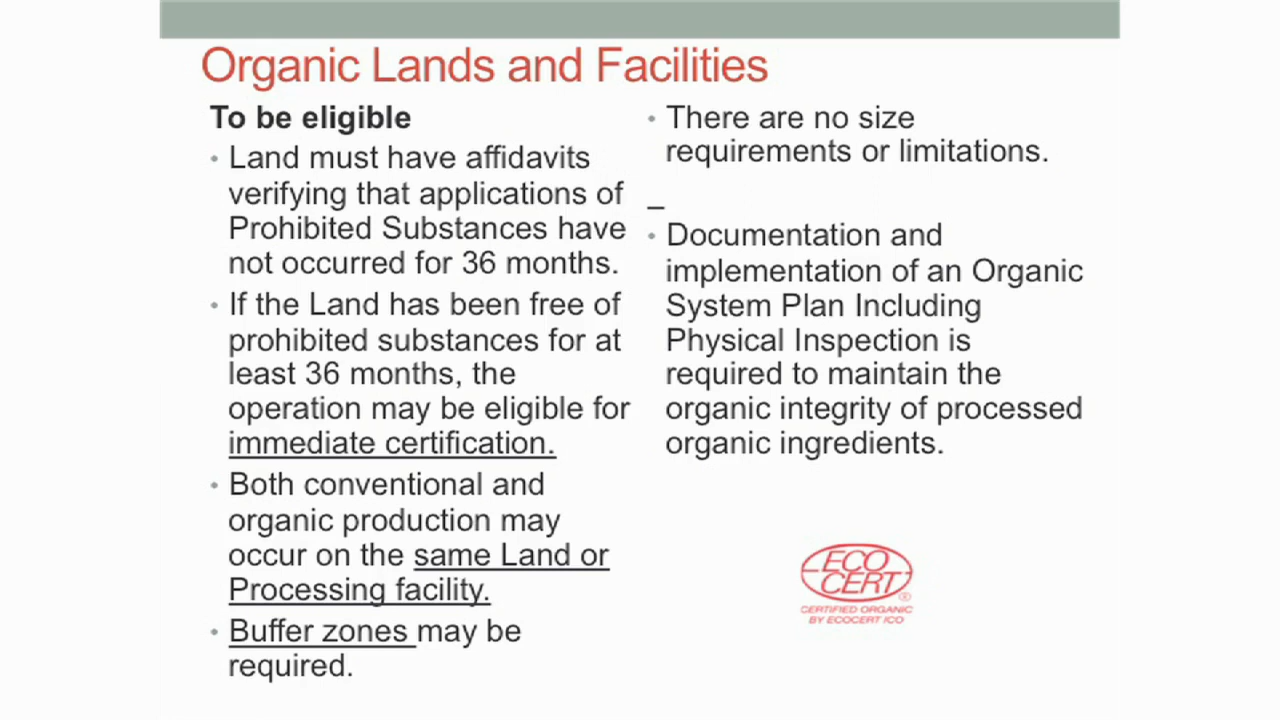 Organic Lands and Facilities
To be eligible
• Land must have affidavits
verifying that applications of
Prohibited Substances have
not occurred for 36 months.
• If the Land has been free of
prohibited substances for at
least 36 months, the
operation may be eligible for
immediate certification.
• Both conventional and
organic production may
occur on the same Land or
Processing facility.
• Buffer zones may be
required.
• There are no size
requirements or limitations.
_
• Documentation and
implementation of an Organic
System Plan Including
Physical Inspection is
required to maintain the
organic integrity of processed
organic ingredients.
ECO
CERT®
CERTIFIED ORGANIC
BY ECOCERT ICO